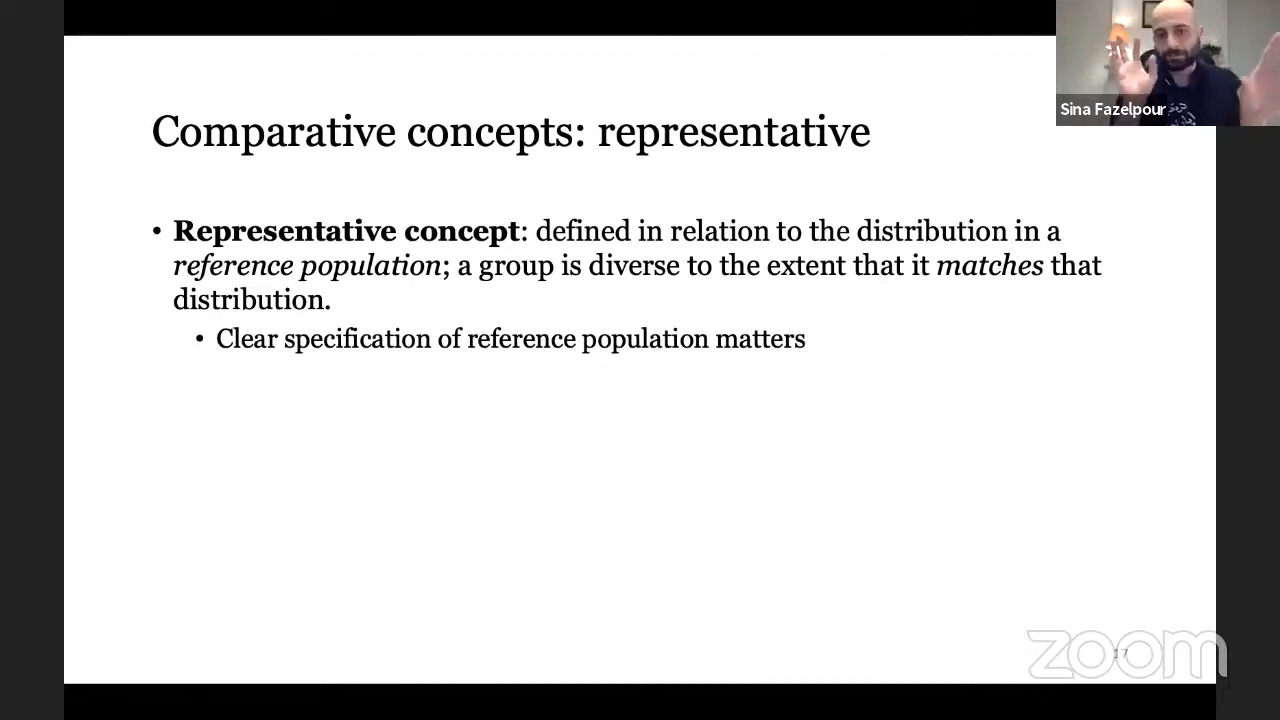 Sina Fazelpour
Comparative concepts: representative
• Representative concept: defined in relation to the distribution in a
reference population; a group is diverse to the extent that it matches that
distribution.
• Clear specification of reference population matters
17
zoom